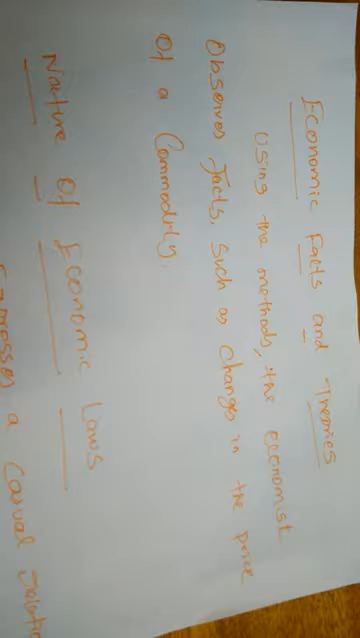 Economic Facts and Theories
Using the methods, the economist
Observes Facts, Such as changes in the price
Of a Commodity.
Nature Of Economic Laws
a Casual